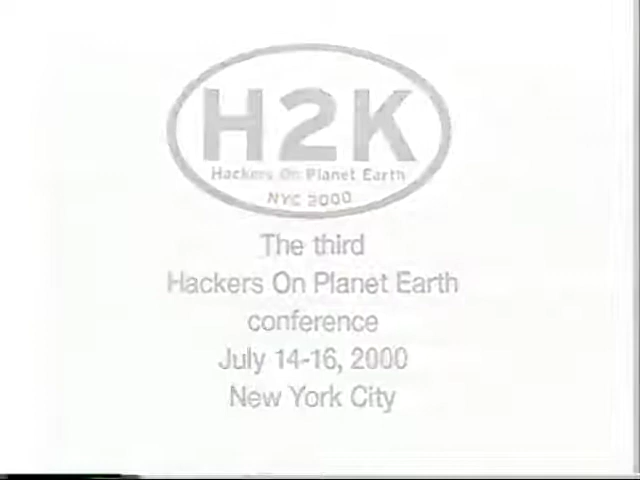 H2K
Hackers On Planet Earth
NYC 2000
The third
Hackers On Planet Earth
conference
July 14-16, 2000
New York City